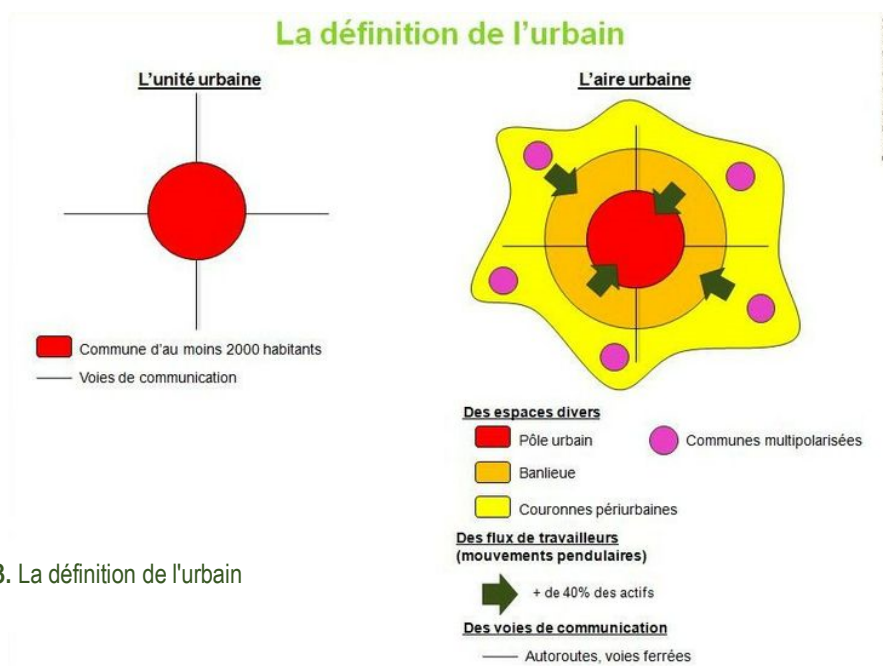 La définition de l'urbain
L'unité urbaine
Commune d'au moins 2000 habitants
Voies de communication
L'aire urbaine
Des espaces divers
Pôle urbain
Communes multipolarisées
Banlieue
Couronnes périurbaines
Des flux de travailleurs
(mouvements pendulaires)
+ de 40% des actifs
Des voies de communication
Autoroutes, voies ferrées
3. La définition de l'urbain